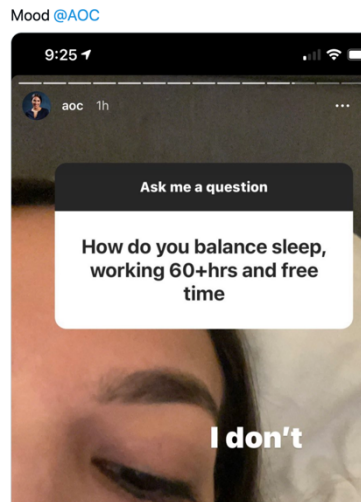 Mood @AOC
9:25
aoc 1h
Ask me a question
How do you balance sleep,
working 60+hrs and free
time
I don't